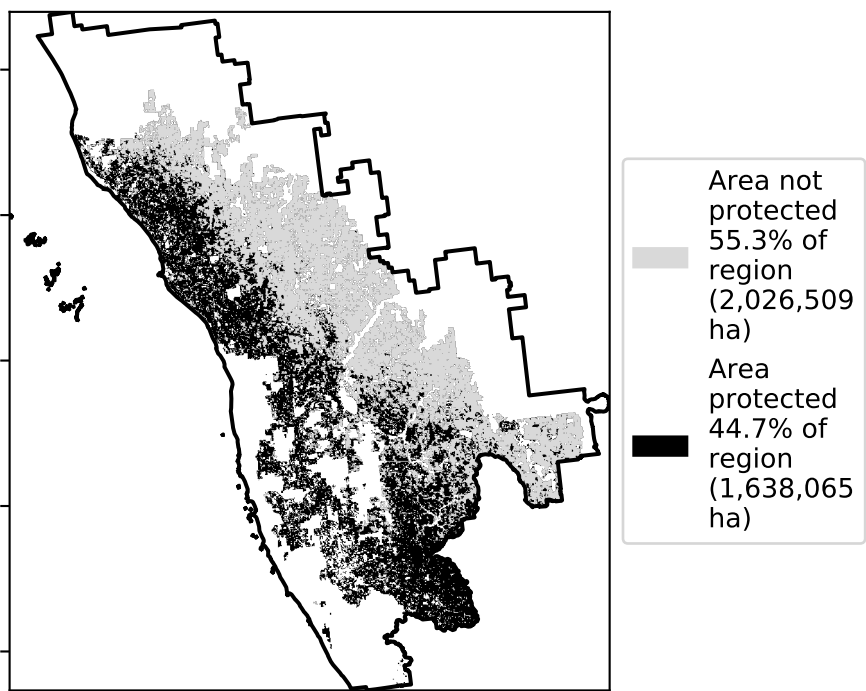 Area not
protected
55.3% of
region
(2,026,509
ha)
Area
protected
44.7% of
region
(1,638,065
ha)